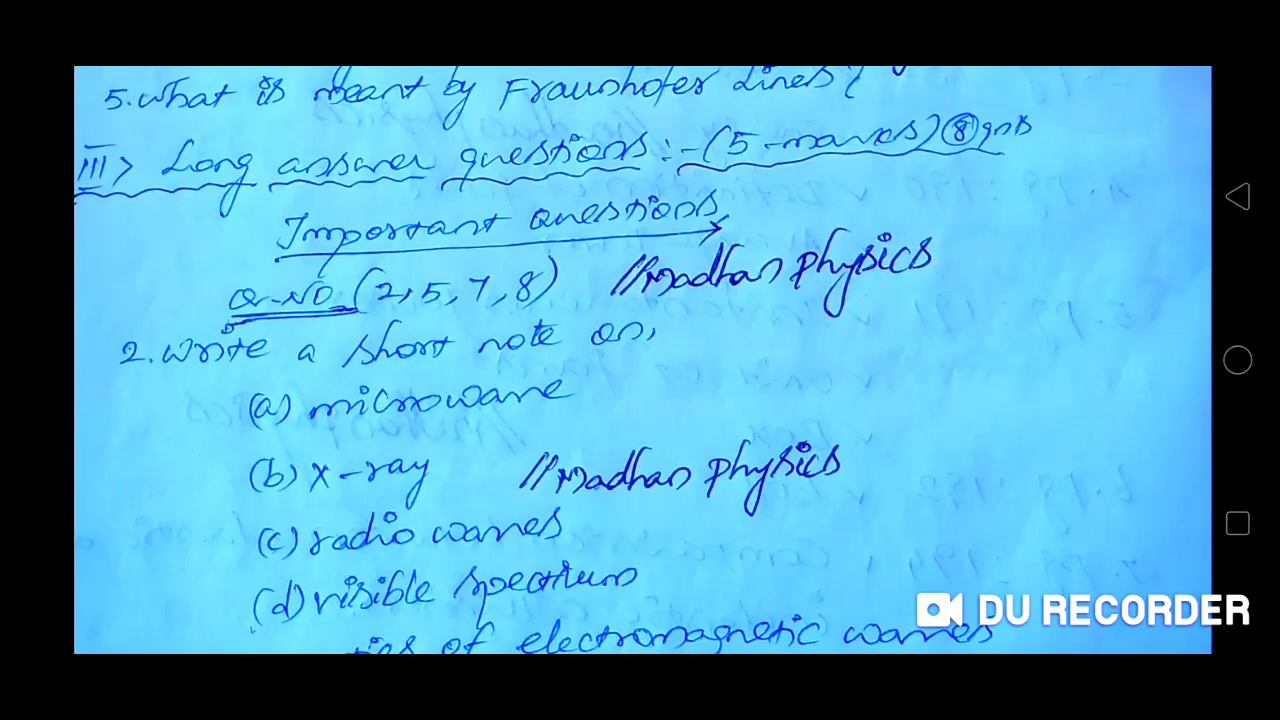 5. What is meant by Fraunhofer Lines?
III> Long answer questions:- (5-marks) 8 qns
Important Questions
Q.NO (2, 5, 7, 8) //Madhan physics
2. Write a short note on,
(a) microwave
(b) x-ray //Madhan physics
(c) radio waves
(d) visible spectrum
ties of electromagnetic waves
DU RECORDER